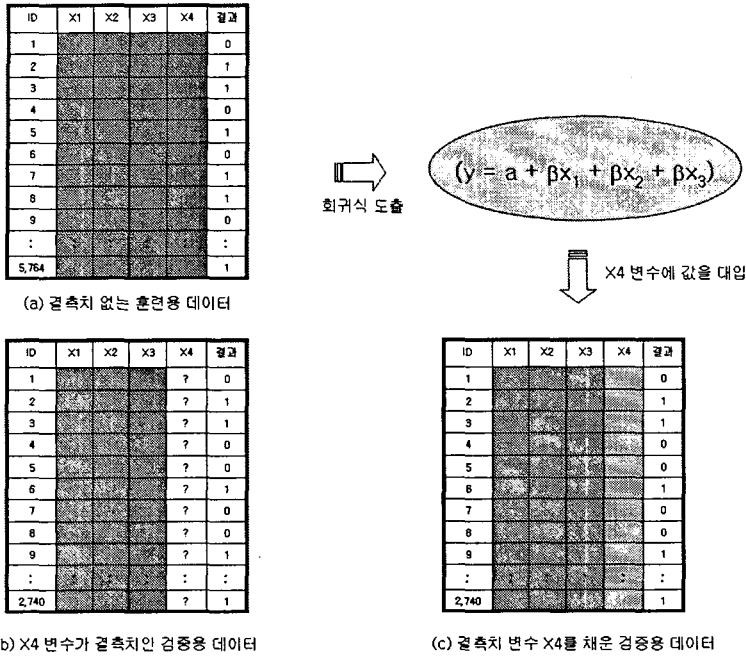 ID X1 X2 X3 X4 결과
1 0
2 1
3 1
4 0
5 1
6 0
7 1
8 1
9 0
: : : : : :
5,764 1
(a) 결측치 없는 훈련용 데이터
회귀식 도출
(y = a + βx₁ + βx₂ + βx₃)
X4 변수에 값을 대입
ID X1 X2 X3 X4 결과
1 ? 0
2 ? 1
3 ? 1
4 ? 0
5 ? 0
6 ? 1
7 ? 0
8 ? 0
9 ? 1
: : : : : :
2,740 ? 1
b) X4 변수가 결측치인 검증용 데이터
ID X1 X2 X3 X4 결과
1 0
2 1
3 1
4 0
5 0
6 1
7 0
8 0
9 1
: : : : : :
2,740 1
(c) 결측치 변수 X4를 채운 검증용 데이터